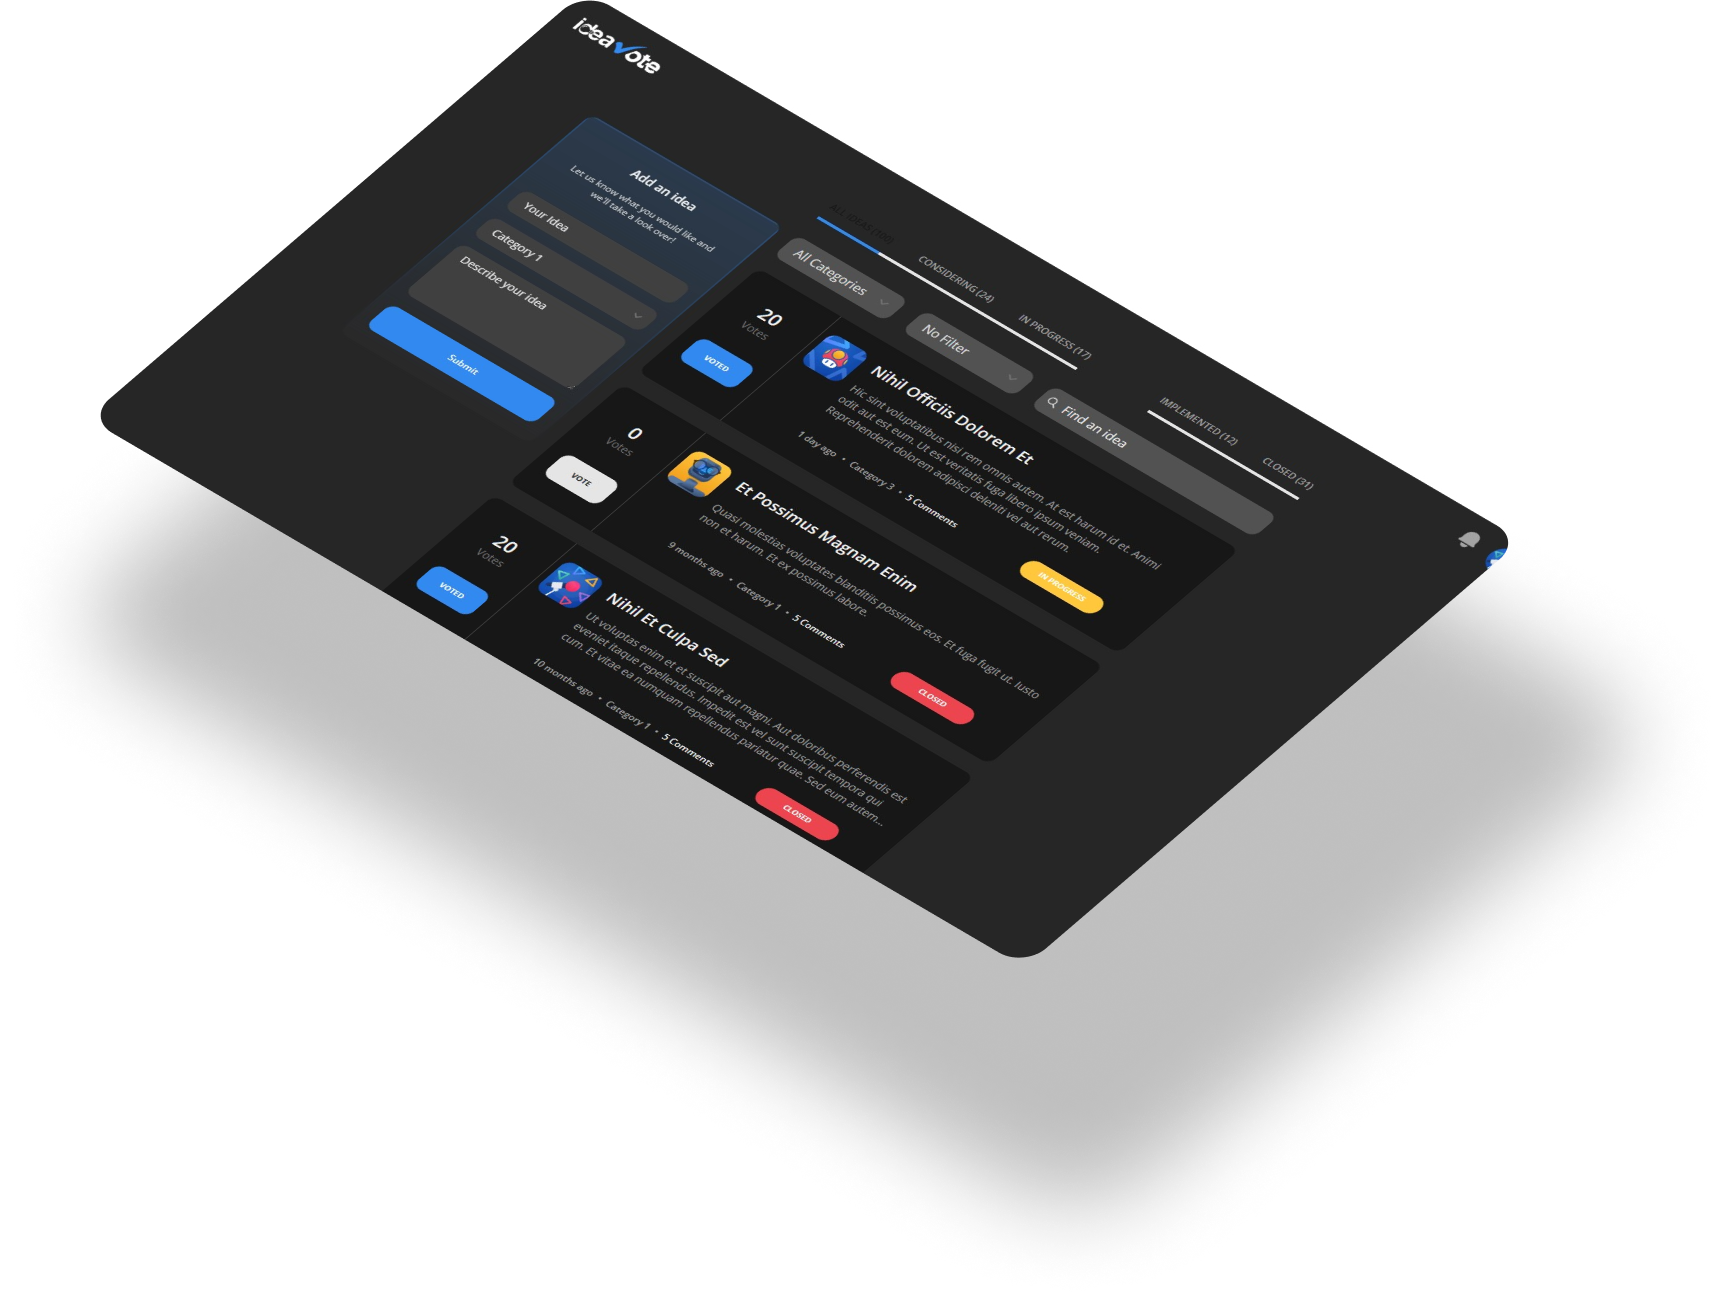 ideavote
Add an idea
Let us know what you would like and
we'll take a look over!
Your Idea
Category 1
Describe your idea
Submit
CONSIDERING (24)
IN PROGRESS (17)
IMPLEMENTED (12)
CLOSED (31)
All Categories
No Filter
Find an idea
20
Votes
VOTED
Nihil Officiis Dolorem Et
Hic sint voluptatibus nisi rem omnis autem. At est harum id et. Animi
odit aut est eum. Ut est veritatis fuga libero ipsum veniam.
Reprehenderit dolorem adipisci deleniti vel aut rerum.
1 day ago • Category 3 • 5 Comments
IN PROGRESS
0
Votes
VOTE
Et Possimus Magnam Enim
Quasi molestias voluptates blanditiis possimus eos. Et fuga fugit ut. Iusto
non et harum. Et ex possimus labore.
9 months ago • Category 1 • 5 Comments
CLOSED
20
Votes
VOTED
Nihil Et Culpa Sed
Ut voluptas enim et et suscipit aut magni. Aut doloribus perferendis est
eveniet itaque repellendus. Impedit est vel sunt suscipit tempora qui
cum. Et vitae ea numquam repellendus pariatur quae. Sed eum autem...
10 months ago • Category 1 • 5 Comments
CLOSED